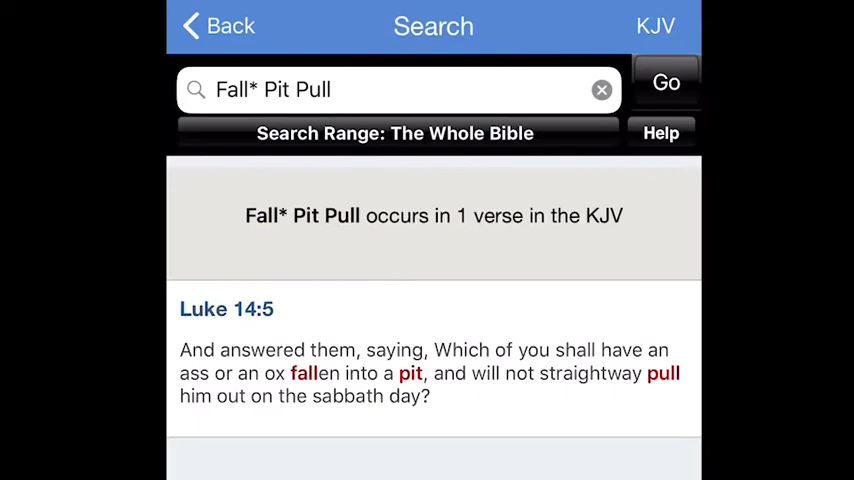 Back Search KJV
Fall* Pit Pull Go
Search Range: The Whole Bible Help
Fall* Pit Pull occurs in 1 verse in the KJV
Luke 14:5
And answered them, saying, Which of you shall have an
ass or an ox fallen into a pit, and will not straightway pull
him out on the sabbath day?